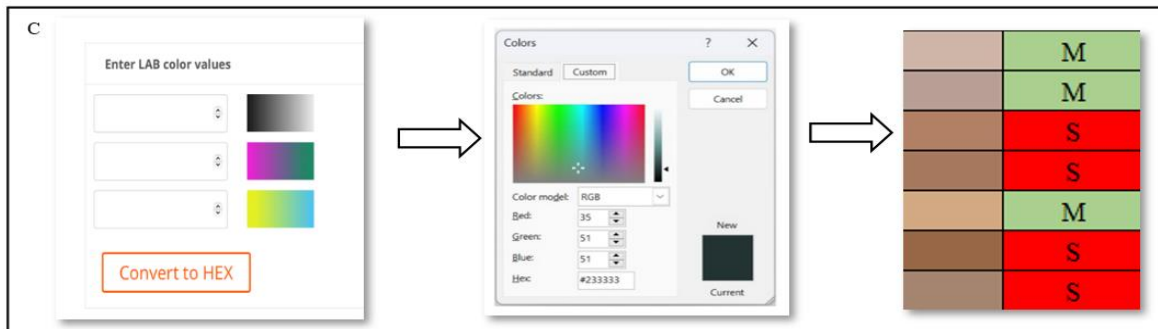 C
Enter LAB color values
Convert to HEX
Colors ? ×
Standard Custom
OK
Cancel
Colors:
Color model: RGB
Red: 35
Green: 51
Blue: 51
Hex: #233333
New
Current
M
M
S
S
M
S
S